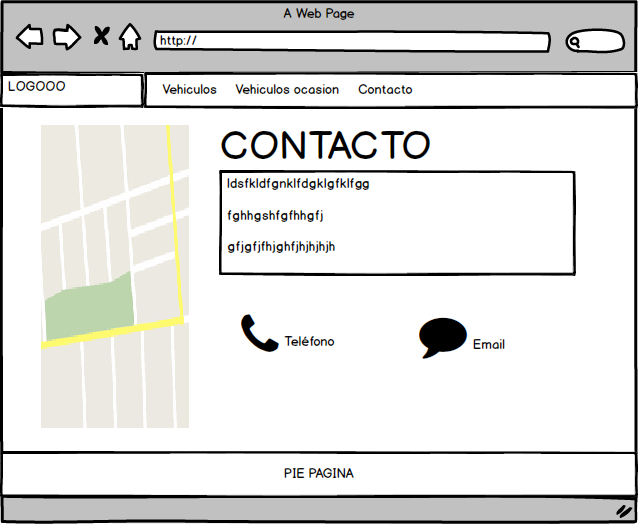 A Web Page
http://
LOGOOO
Vehiculos Vehiculos ocasion Contacto
CONTACTO
ldsfkldfgnklfdgklgfklfgg
fghhgshfgfhhgfj
gfjgfjfhjghfjhjhjhjh
Teléfono
Email
PIE PAGINA